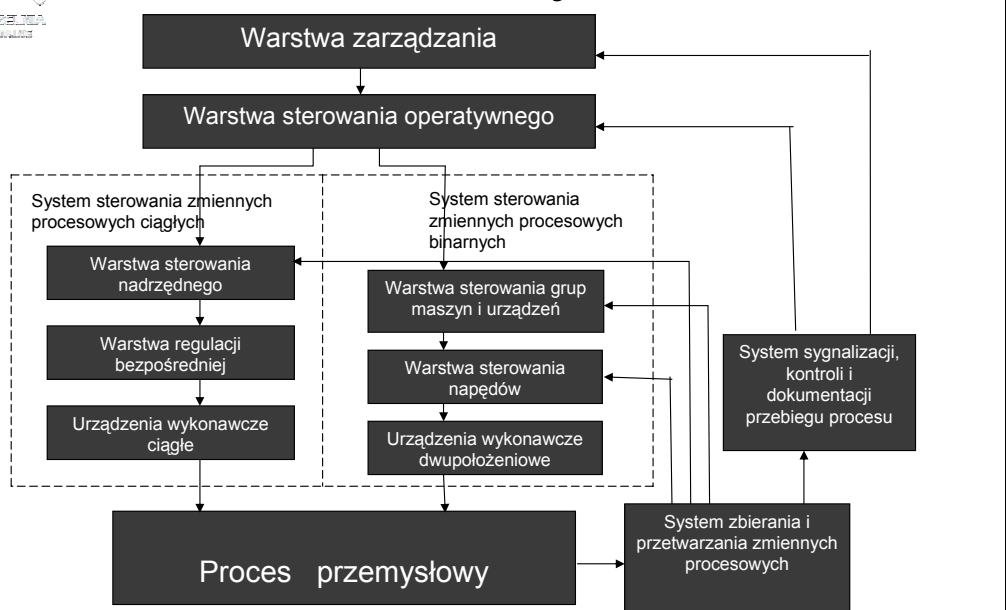 Warstwa zarządzania
Warstwa sterowania operatywnego
System sterowania zmiennych
procesowych ciągłych
System sterowania
zmiennych procesowych
binarnych
Warstwa sterowania
nadrzędnego
Warstwa sterowania grup
maszyn i urządzeń
Warstwa regulacji
bezpośredniej
Warstwa sterowania
napędów
System sygnalizacji,
kontroli i
dokumentacji
przebiegu procesu
Urządzenia wykonawcze
ciągłe
Urządzenia wykonawcze
dwupołożeniowe
System zbierania i
przetwarzania zmiennych
procesowych
Proces przemysłowy